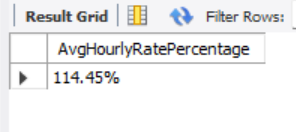 Result Grid Filter Rows:
AvgHourlyRatePercentage
114.45%